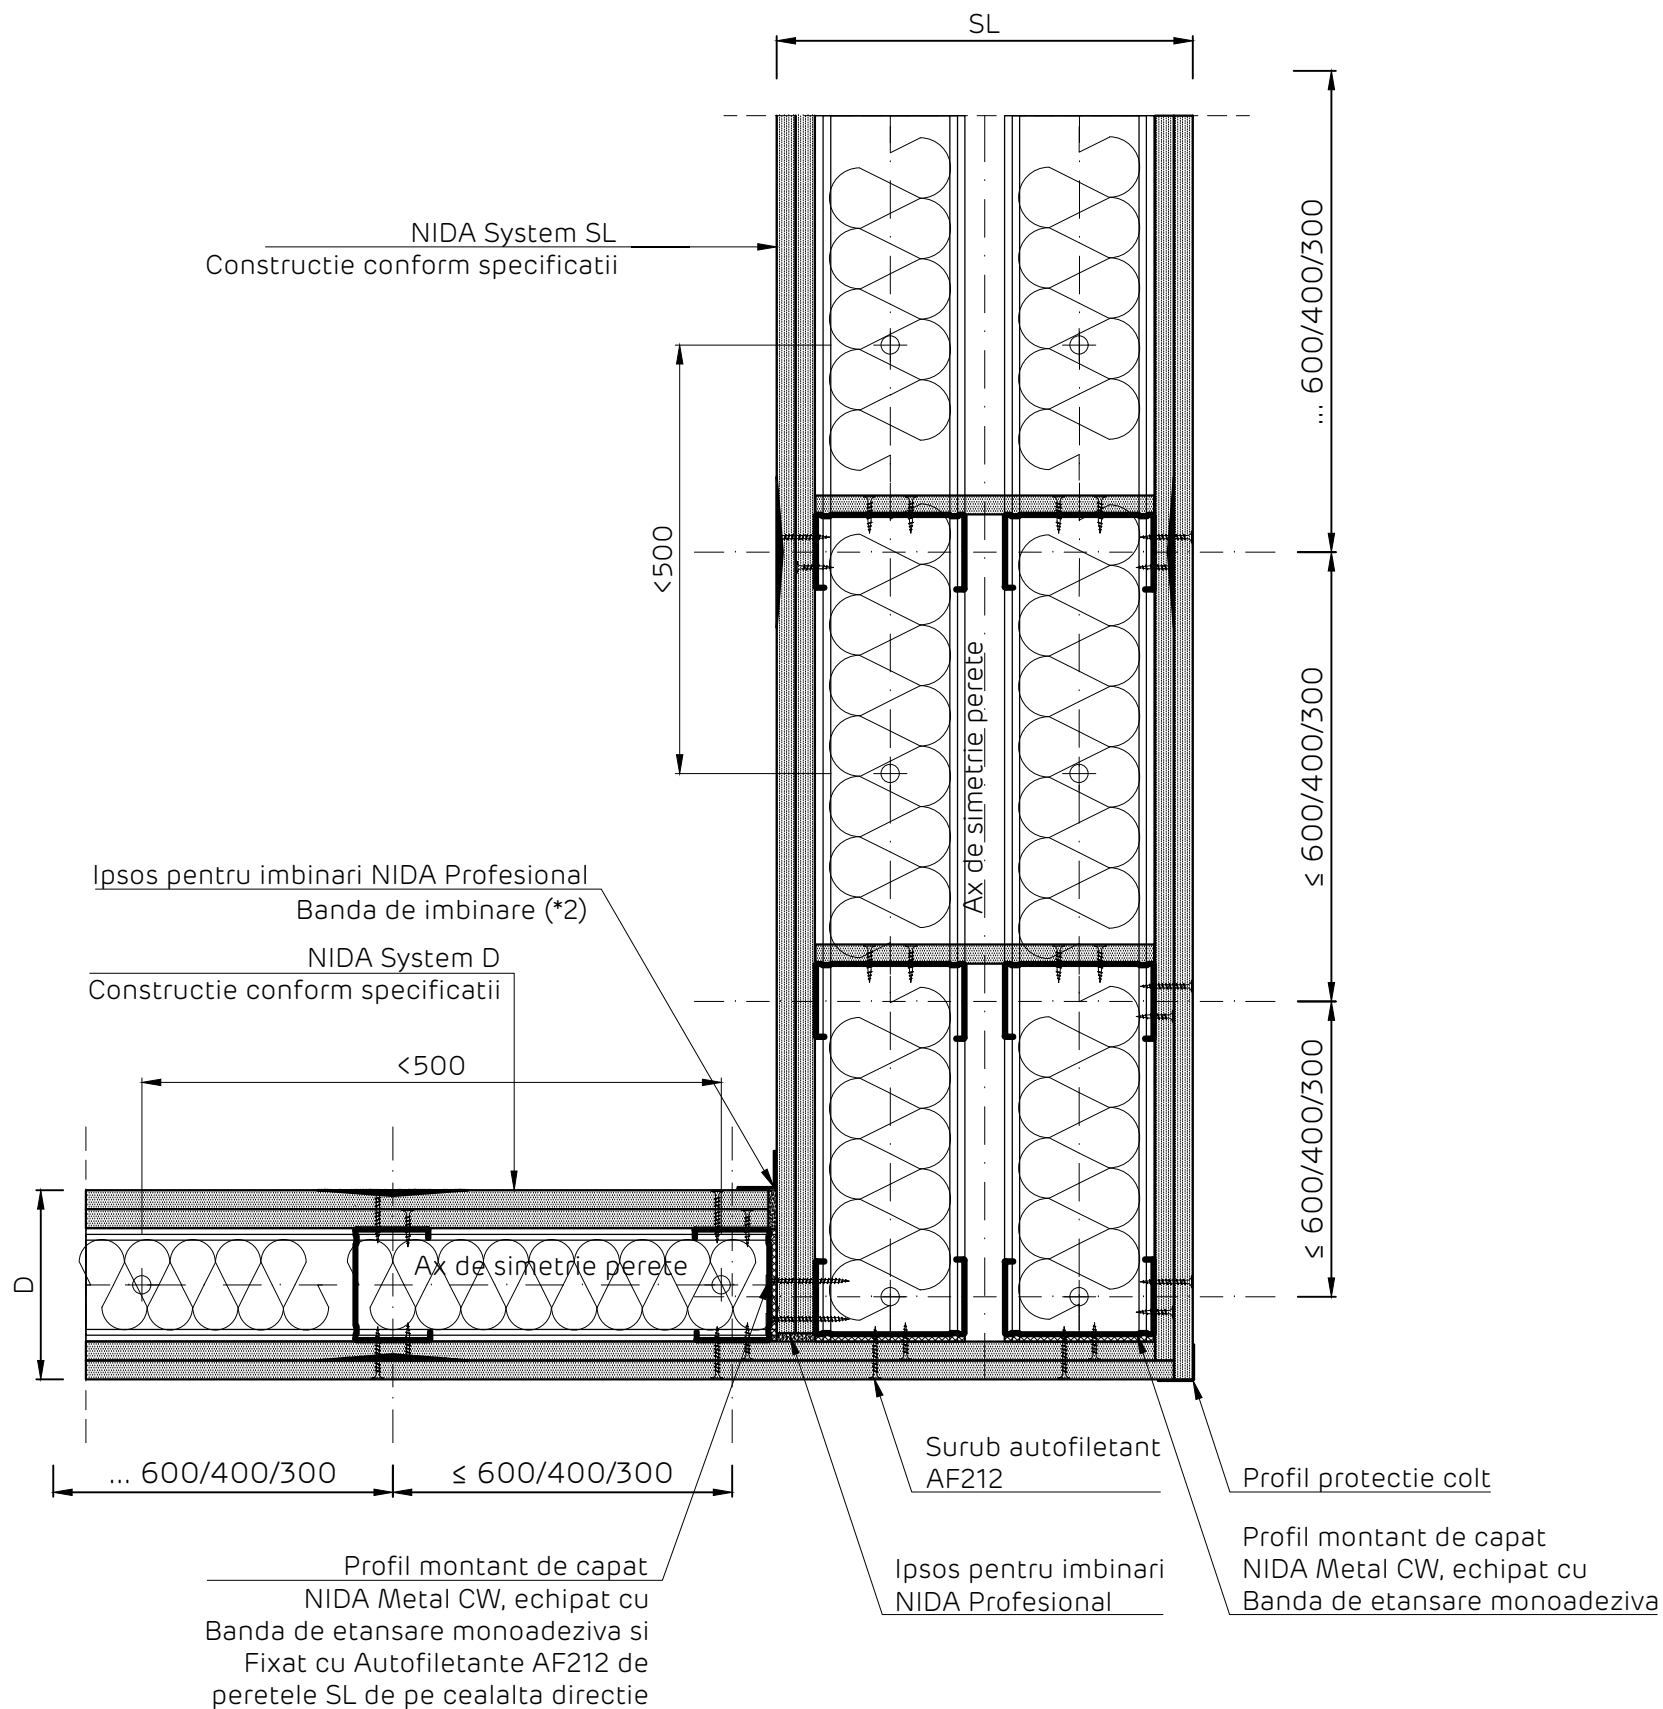 SL
NIDA System SL
Constructie conform specificatii
... 600/400/300
<500
Ax de simetrie perete
≤ 600/400/300
Ipsos pentru imbinari NIDA Profesional
Banda de imbinare (*2)
NIDA System D
Constructie conform specificatii
<500
≤ 600/400/300
D
Ax de simetrie perete
... 600/400/300
≤ 600/400/300
Surub autofiletant
AF212
Profil protectie colt
Profil montant de capat
NIDA Metal CW, echipat cu
Banda de etansare monoadeziva si
Fixat cu Autofiletante AF212 de
peretele SL de pe cealalta directie
Ipsos pentru imbinari
NIDA Profesional
Profil montant de capat
NIDA Metal CW, echipat cu
Banda de etansare monoadeziva